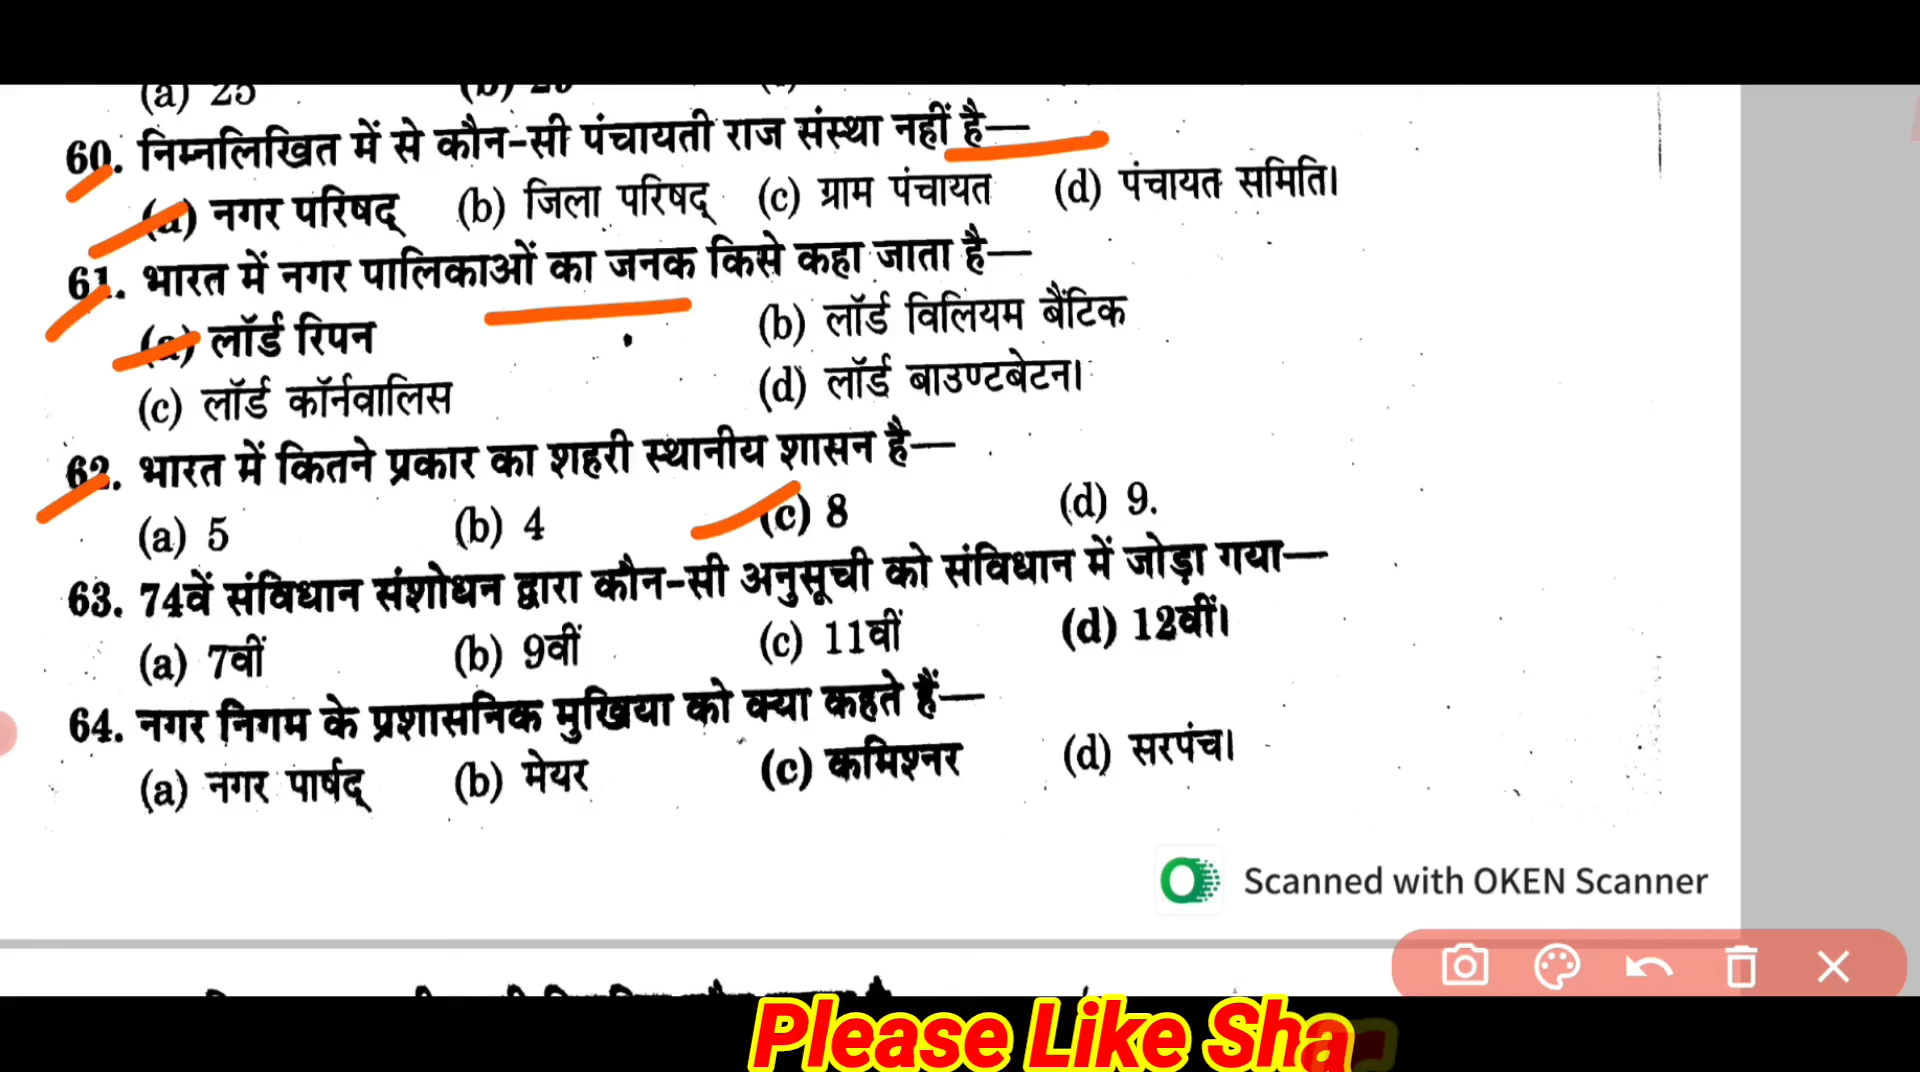 (a) 25
60. निम्नलिखित में से कौन-सी पंचायती राज संस्था नहीं है—
(a) नगर परिषद् (b) जिला परिषद् (c) ग्राम पंचायत (d) पंचायत समिति।
61. भारत में नगर पालिकाओं का जनक किसे कहा जाता है—
(a) लॉर्ड रिपन (b) लॉर्ड विलियम बैंटिक
(c) लॉर्ड कॉर्नवालिस (d) लॉर्ड बाउण्टबेटन।
62. भारत में कितने प्रकार का शहरी स्थानीय शासन है—
(a) 5 (b) 4 (c) 8 (d) 9.
63. 74वें संविधान संशोधन द्वारा कौन-सी अनुसूची को संविधान में जोड़ा गया—
(a) 7वीं (b) 9वीं (c) 11वीं (d) 12वीं।
64. नगर निगम के प्रशासनिक मुखिया को क्या कहते हैं—
(a) नगर पार्षद् (b) मेयर (c) कमिश्नर (d) सरपंच।
Scanned with OKEN Scanner
Please Like Sha